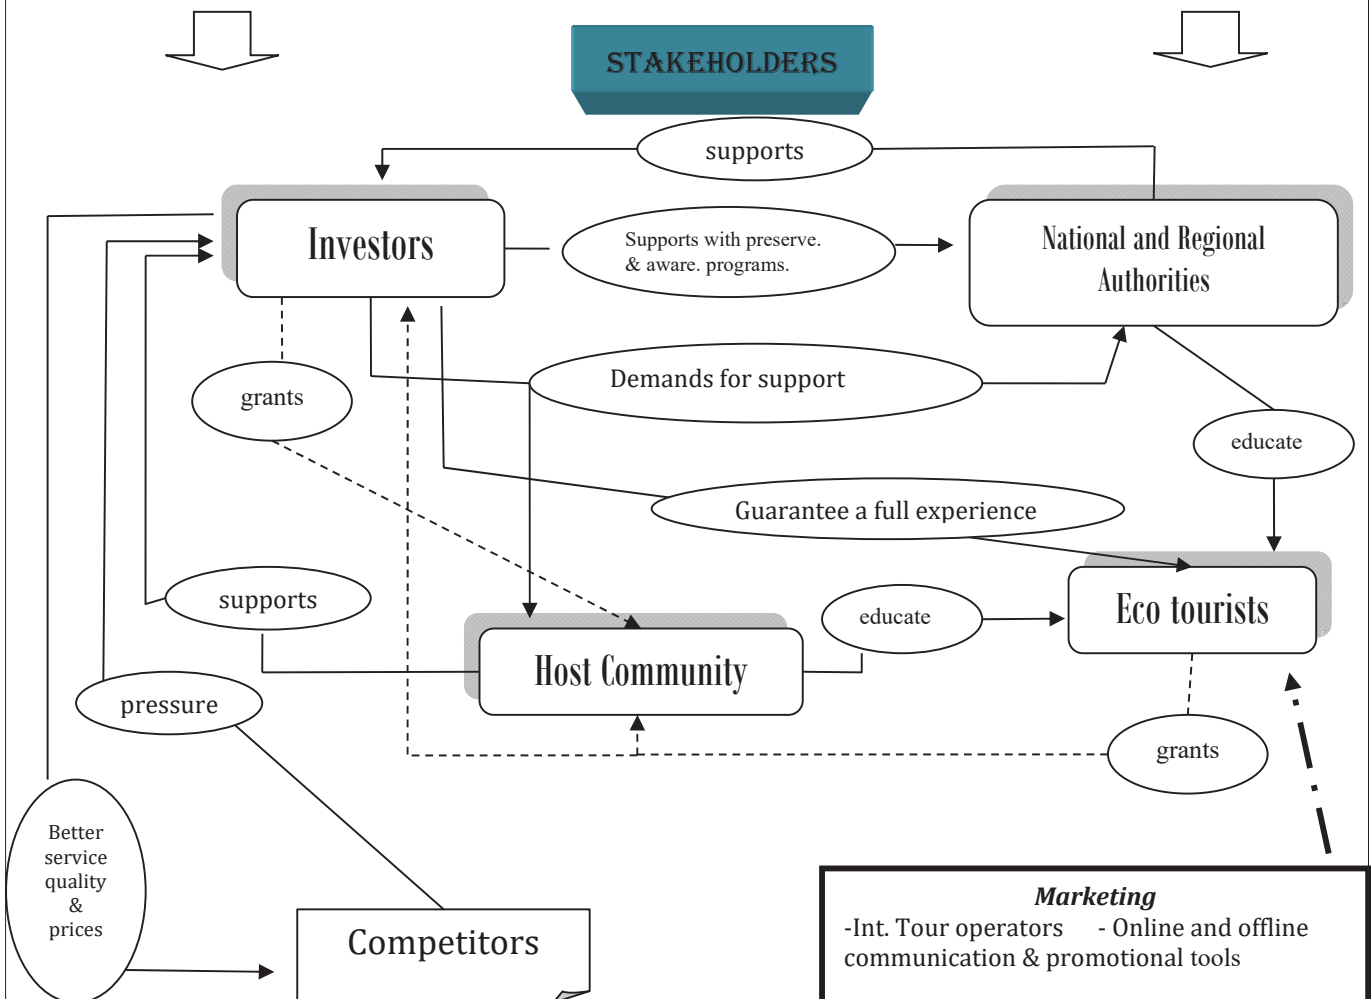 STAKEHOLDERS
supports
Investors
Supports with preserve.
& aware. programs.
National and Regional
Authorities
grants
Demands for support
educate
Guarantee a full experience
supports
educate
Eco tourists
Host Community
pressure
grants
Better
service
quality
&
prices
Competitors
Marketing
-Int. Tour operators - Online and offline
communication & promotional tools